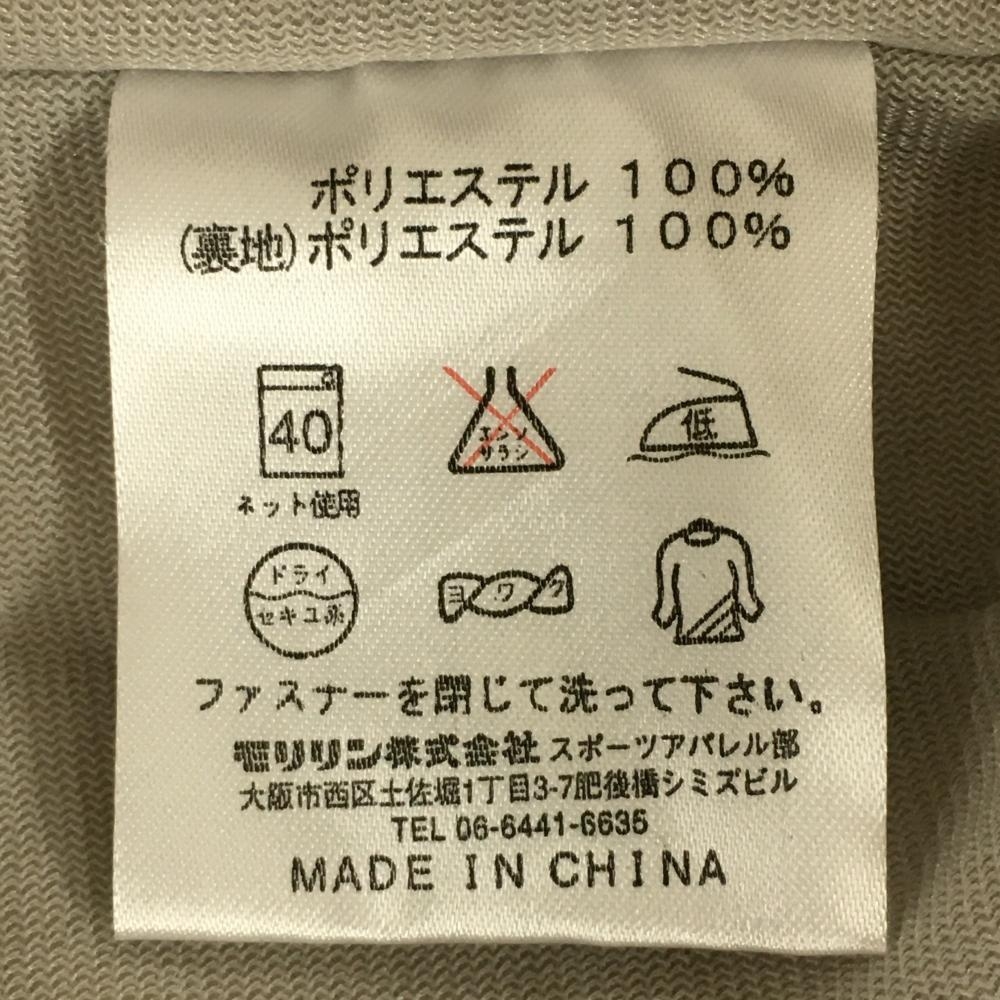 ポリエステル 100%
(裏地)ポリエステル 100%
40
エンソ
サラシ
低
ネット使用
ドライ
セキユ系
ヨワク
ファスナーを閉じて洗って下さい。
モリリン株式会社 スポーツアパレル部
大阪市西区土佐堀1丁目3-7肥後橋シミズビル
TEL 06-6441-6635
MADE IN CHINA